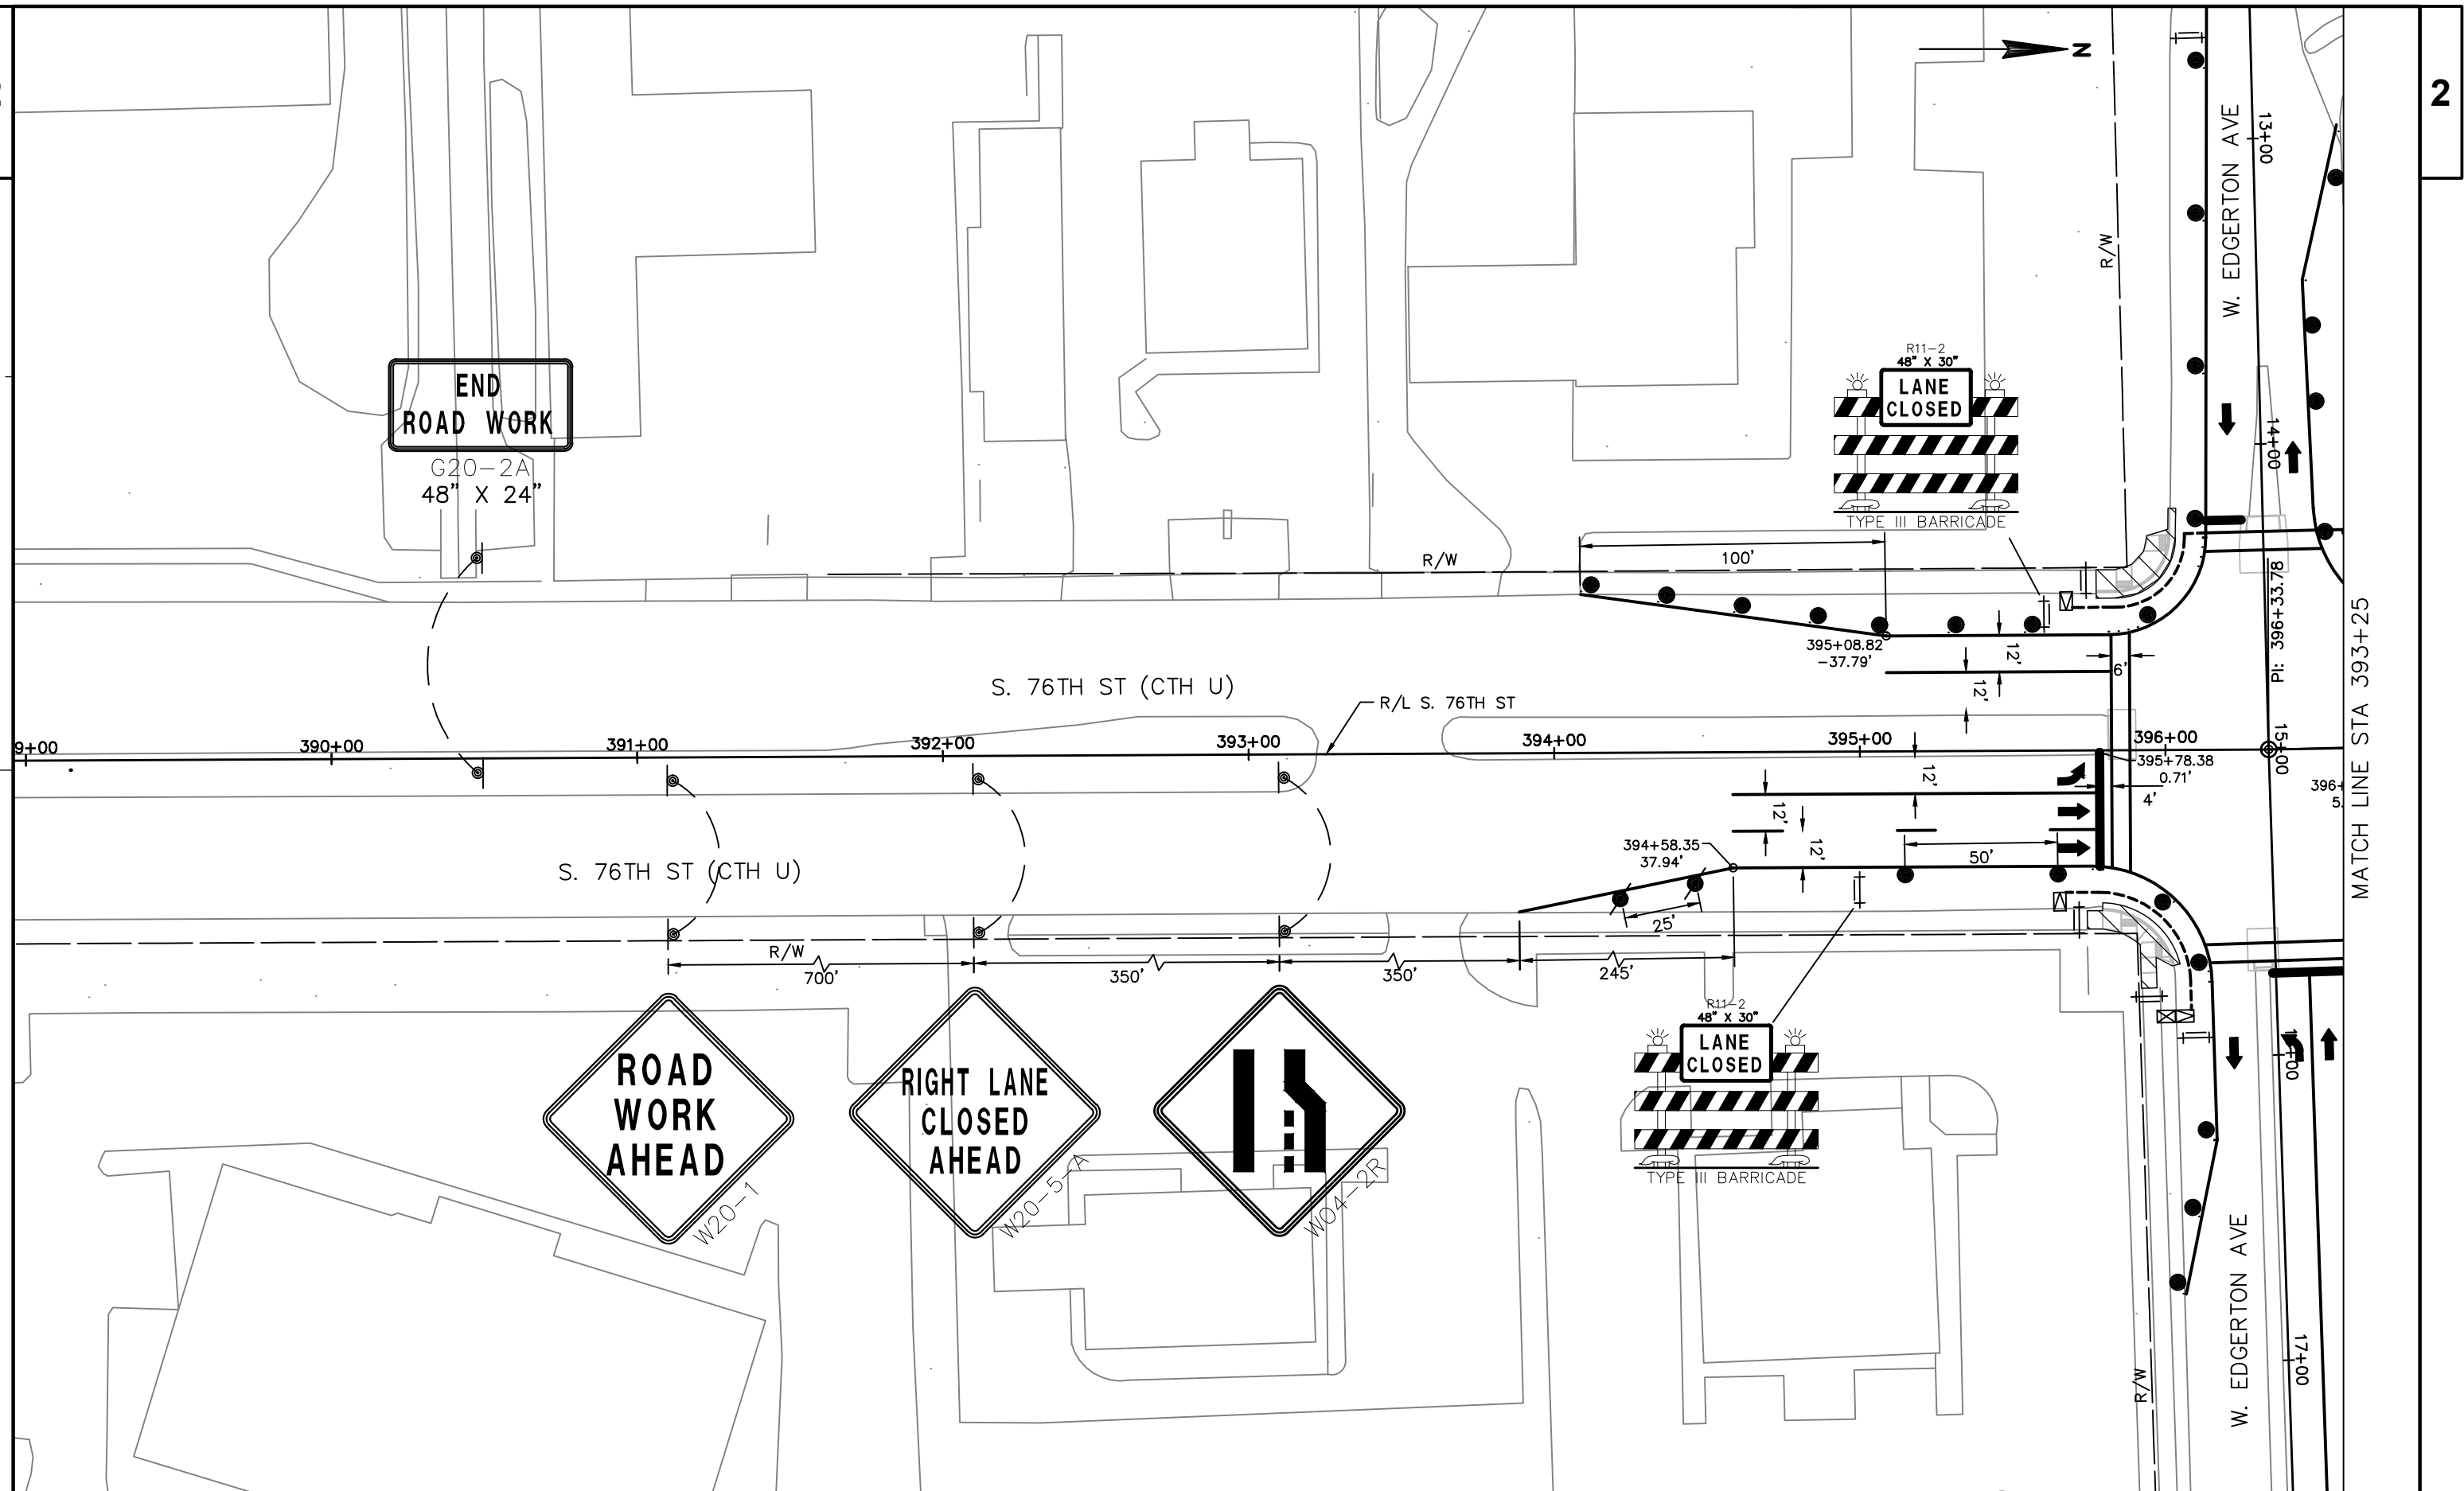 2
N
W. EDGERTON AVE
13+00
R/W
R11-2
48" X 30"
LANE
CLOSED
TYPE III BARRICADE
14+00
END
ROAD WORK
G20-2A
48" X 24"
R/W
100'
395+08.82
-37.79'
12'
12'
6'
PI: 396+33.78
S. 76TH ST (CTH U)
R/L S. 76TH ST
9+00
390+00
391+00
392+00
393+00
394+00
395+00
396+00
15+00
395+78.38
0.71'
4'
396+
5.
MATCH LINE STA 393+25
12'
12'
12'
394+58.35
37.94'
50'
25'
S. 76TH ST (CTH U)
R/W
700'
350'
350'
245'
R11-2
48" X 30"
LANE
CLOSED
TYPE III BARRICADE
ROAD
WORK
AHEAD
W20-1
RIGHT LANE
CLOSED
AHEAD
W20-5-A
W04-2R
W. EDGERTON AVE
R/W
17+00